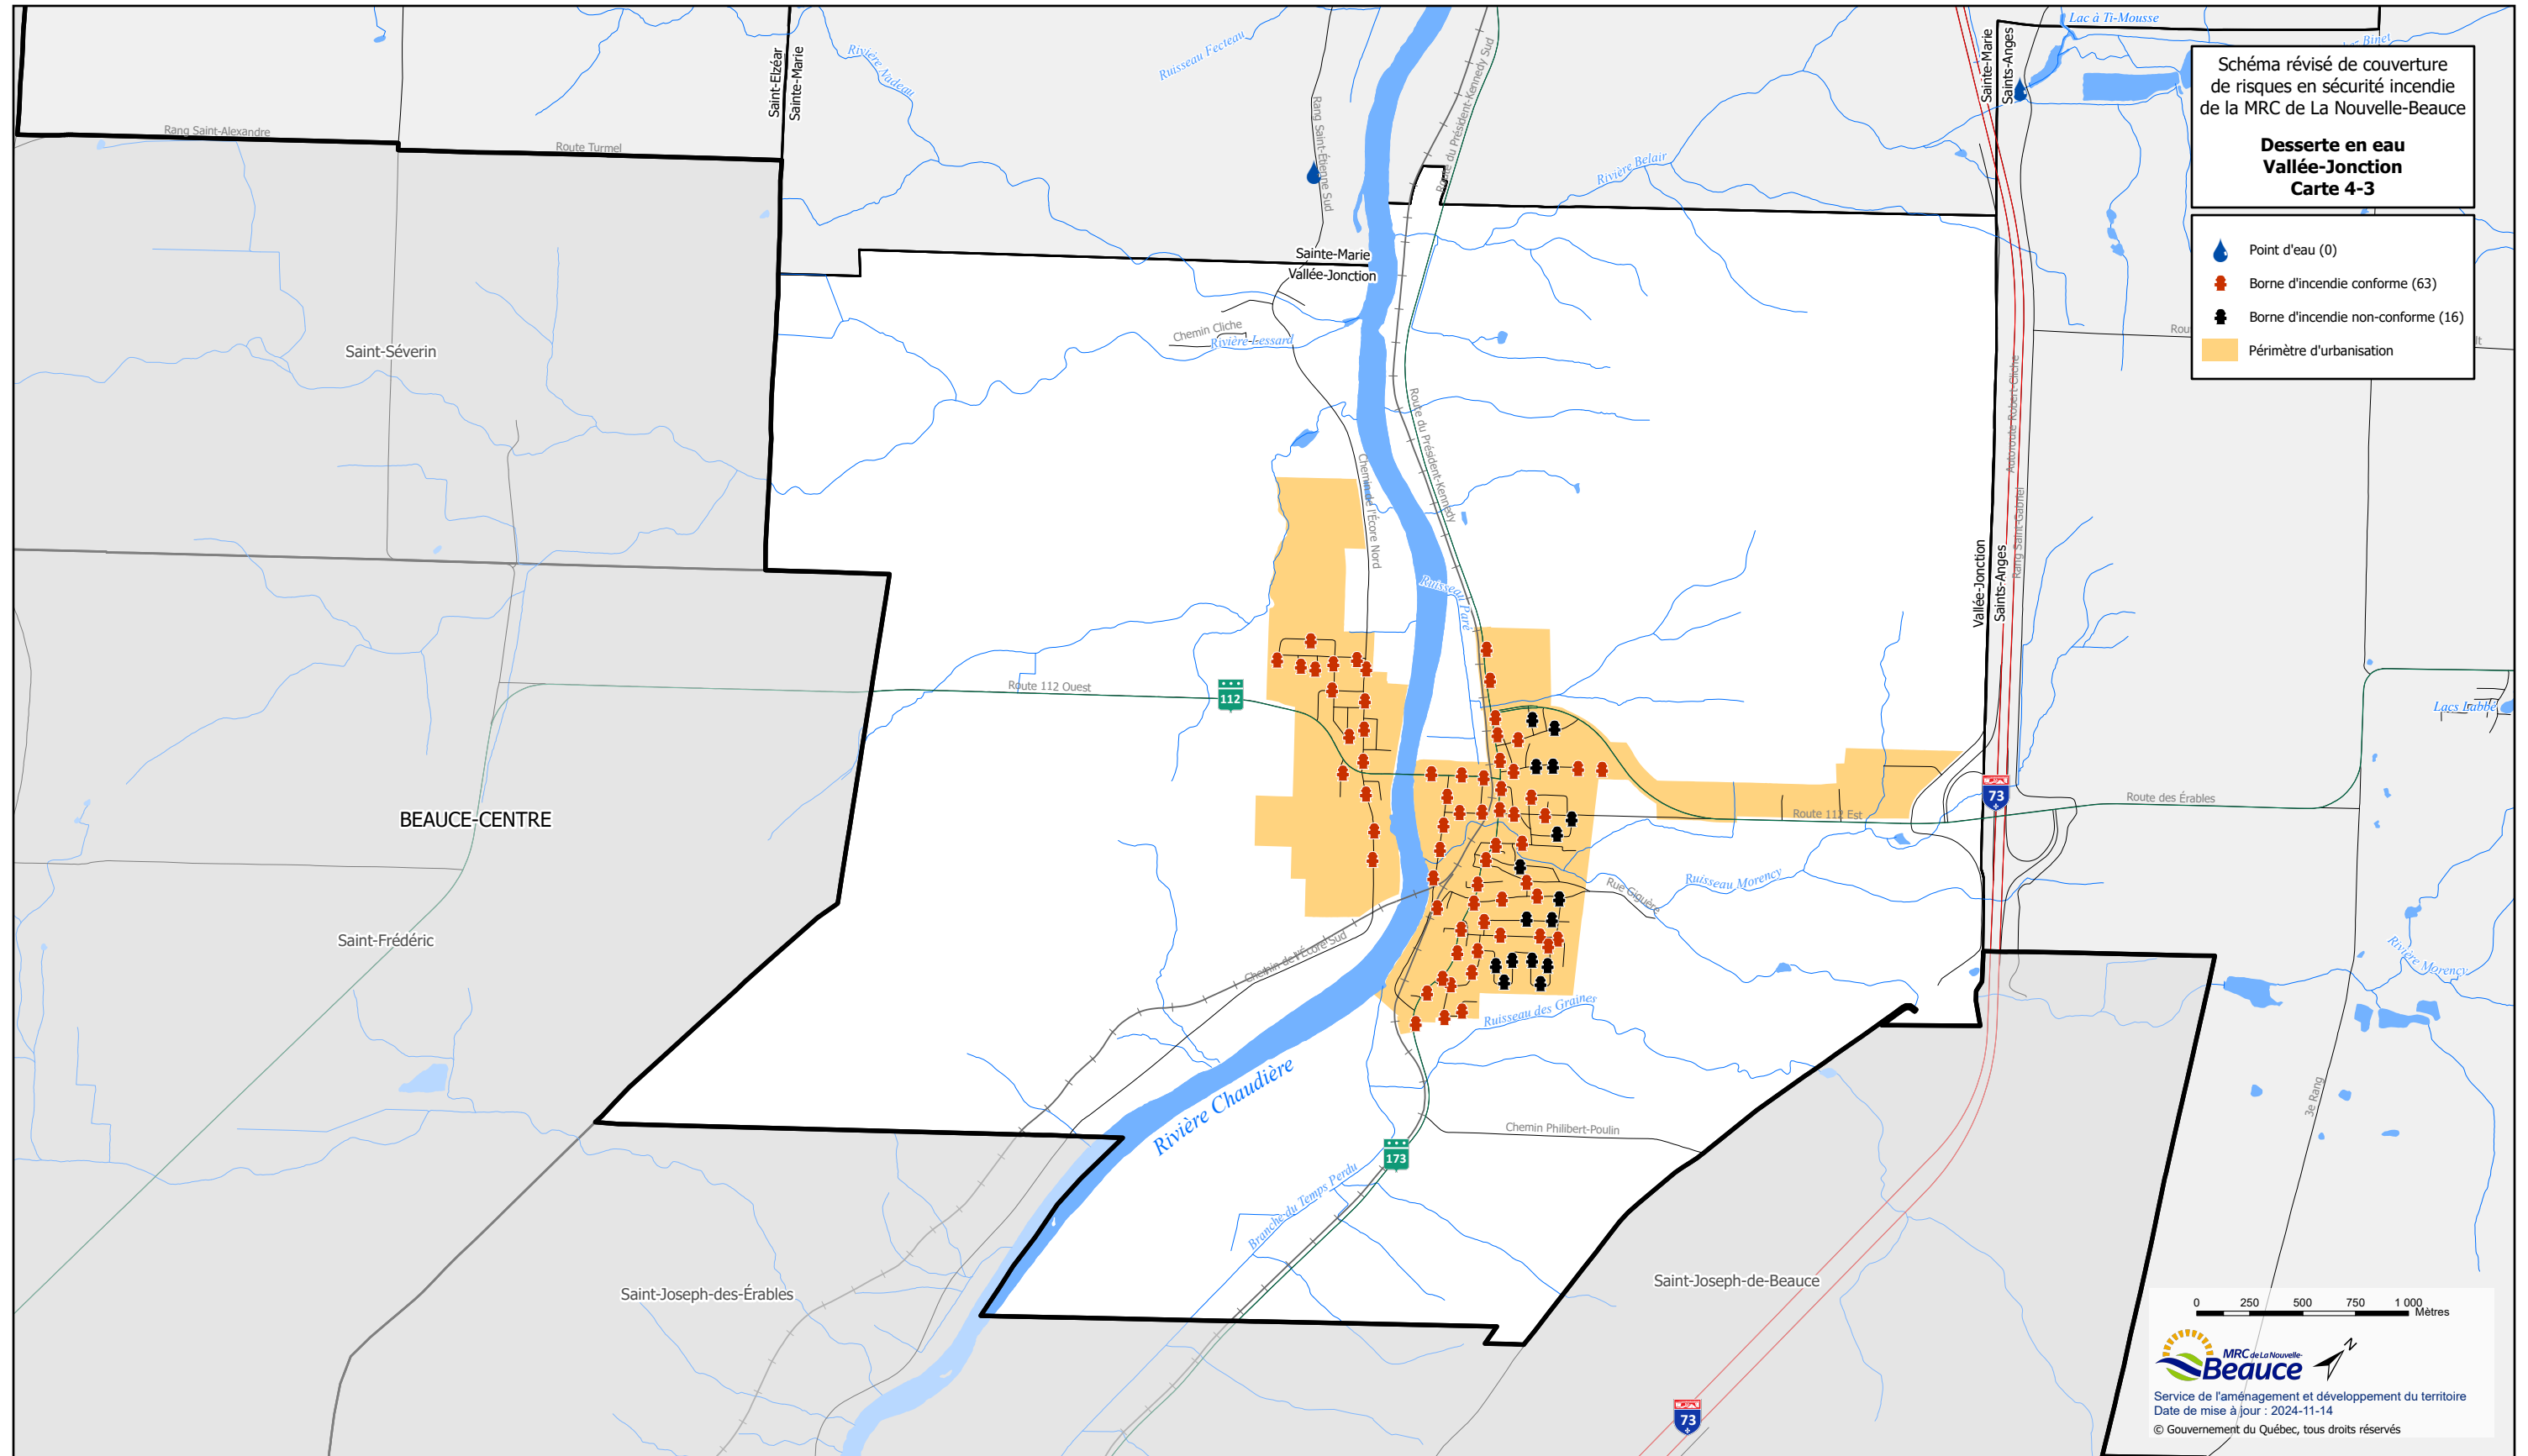 Lac à Ti-Mousse
Binet
Rivière Nadeau
Ruisseau Fecteau
Saint-Elzéar
Sainte-Marie
Route du Président-Kennedy Sud
Sainte-Marie
Saints-Anges
Schéma révisé de couverture
de risques en sécurité incendie
de la MRC de La Nouvelle-Beauce
Desserte en eau
Vallée-Jonction
Carte 4-3
Rang Saint-Alexandre
Route Turmel
Rang Saint-Étienne Sud
Rivière Belair
Point d'eau (0)
Borne d'incendie conforme (63)
Borne d'incendie non-conforme (16)
Périmètre d'urbanisation
Sainte-Marie
Vallée-Jonction
Chemin Cliche
Rivière Lessard
Saint-Séverin
Autoroute Robert-Cliche
Route du Président-Kennedy
Chemin de l'Écore Nord
Rang Saint-Gabriel
Vallée-Jonction
Saints-Anges
Ruisseau Paré
Route 112 Ouest
112
Lacs Labbé
73
Route des Érables
Route 112 Est
BEAUCE-CENTRE
Ruisseau Morency
Rue Giguère
Saint-Frédéric
Chemin de l'Écore Sud
Rivière Morency
Ruisseau des Graines
Rivière Chaudière
3e Rang
Chemin Philibert-Poulin
173
Branche du Temps Perdu
Saint-Joseph-des-Érables
Saint-Joseph-de-Beauce
0 250 500 750 1 000
Mètres
N
MRC de La Nouvelle-
Beauce
Service de l'aménagement et développement du territoire
Date de mise à jour : 2024-11-14
© Gouvernement du Québec, tous droits réservés
73